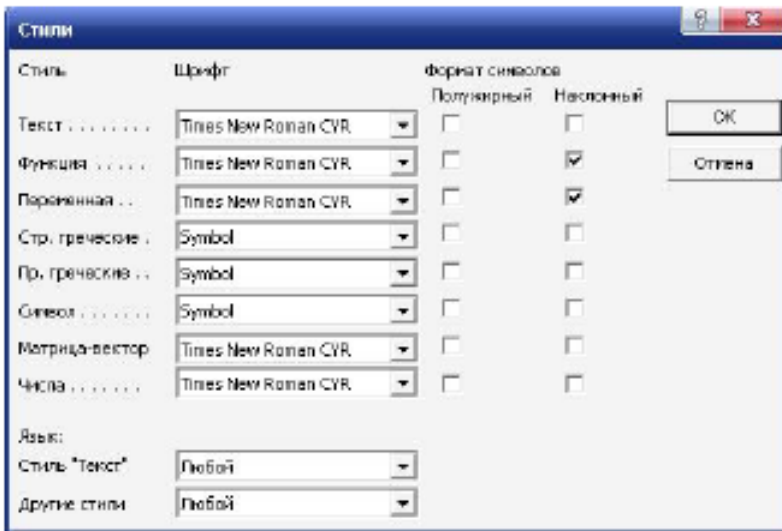 Стили
Стиль Шрифт Формат символов
Полужирный Наклонный
Текст . . . . . . . . Times New Roman CYR OK
Функция . . . . . Times New Roman CYR Отмена
Переменная . . Times New Roman CYR
Стр. греческие . Symbol
Пр. греческие . . Symbol
Символ . . . . . . . Symbol
Матрица-вектор Times New Roman CYR
Числа . . . . . . . Times New Roman CYR
Язык:
Стиль "Текст" Любой
Другие стили Любой